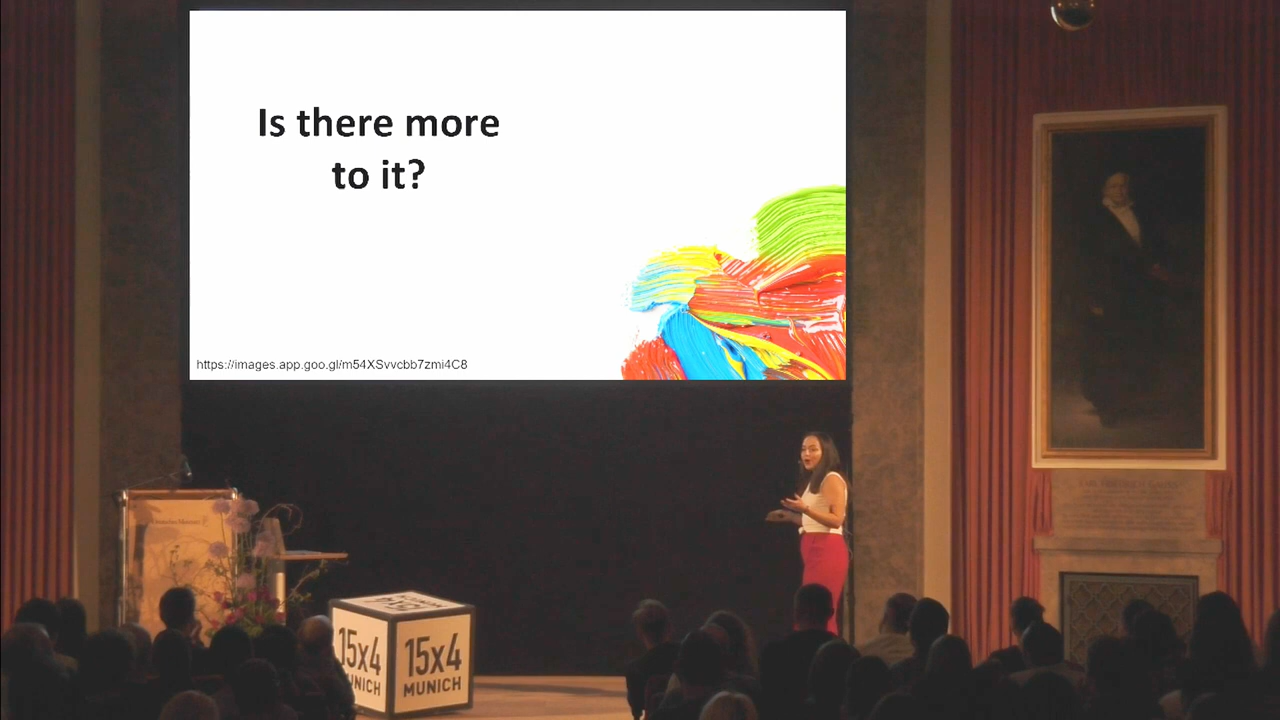 Is there more
to it?
https://images.app.goo.gl/m54XSvvcbb7zmi4C8
15x4
MUNICH
15x4
MUNICH